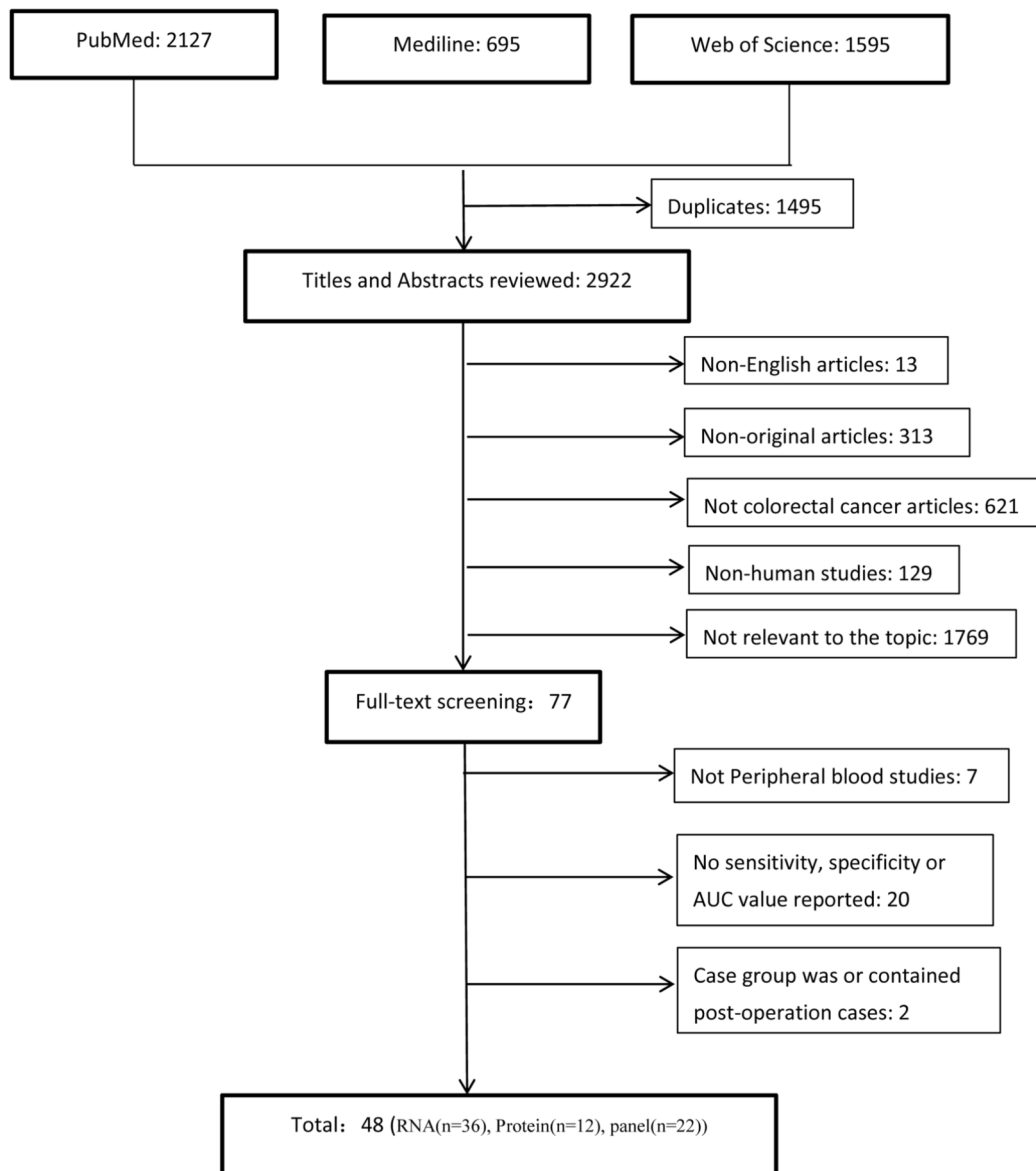 PubMed: 2127
Mediline: 695
Web of Science: 1595
Duplicates: 1495
Titles and Abstracts reviewed: 2922
Non-English articles: 13
Non-original articles: 313
Not colorectal cancer articles: 621
Non-human studies: 129
Not relevant to the topic: 1769
Full-text screening：77
Not Peripheral blood studies: 7
No sensitivity, specificity or
AUC value reported: 20
Case group was or contained
post-operation cases: 2
Total：48 (RNA(n=36), Protein(n=12), panel(n=22))